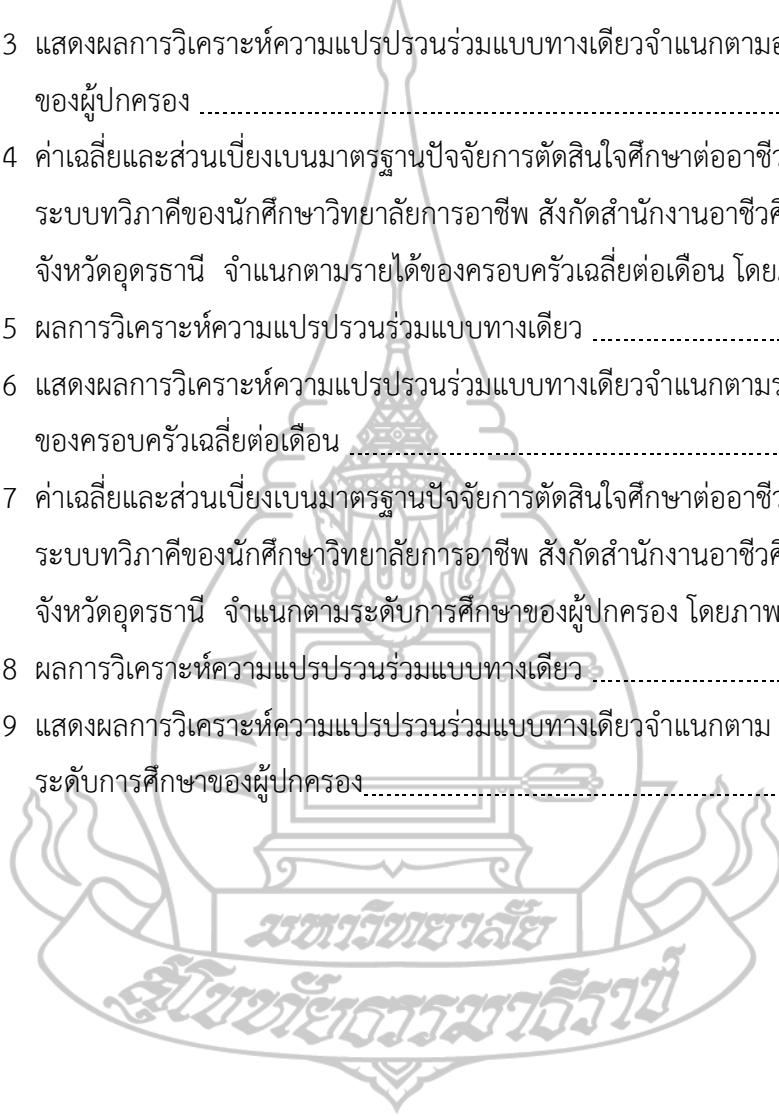 3 แสดงผลการวิเคราะห์ความแปรปรวนร่วมแบบทางเดียวจำแนกตาม
ของผู้ปกครอง
4 ค่าเฉลี่ยและส่วนเบี่ยงเบนมาตรฐานปัจจัยการตัดสินใจศึกษาต่ออาชีว
ระบบทวิภาคีของนักศึกษาวิทยาลัยการอาชีพ สังกัดสำนักงานอาชีวศึ
จังหวัดอุดรธานี จำแนกตามรายได้ของครอบครัวเฉลี่ยต่อเดือน โดย
5 ผลการวิเคราะห์ความแปรปรวนร่วมแบบทางเดียว
6 แสดงผลการวิเคราะห์ความแปรปรวนร่วมแบบทางเดียวจำแนกตาม
ของครอบครัวเฉลี่ยต่อเดือน
7 ค่าเฉลี่ยและส่วนเบี่ยงเบนมาตรฐานปัจจัยการตัดสินใจศึกษาต่ออาชีว
ระบบทวิภาคีของนักศึกษาวิทยาลัยการอาชีพ สังกัดสำนักงานอาชีวศึ
จังหวัดอุดรธานี จำแนกตามระดับการศึกษาของผู้ปกครอง โดยภาพ
8 ผลการวิเคราะห์ความแปรปรวนร่วมแบบทางเดียว
9 แสดงผลการวิเคราะห์ความแปรปรวนร่วมแบบทางเดียวจำแนกตาม
ระดับการศึกษาของผู้ปกครอง
มหาวิทยาลัย
สุโขทัยธรรมาธิราช